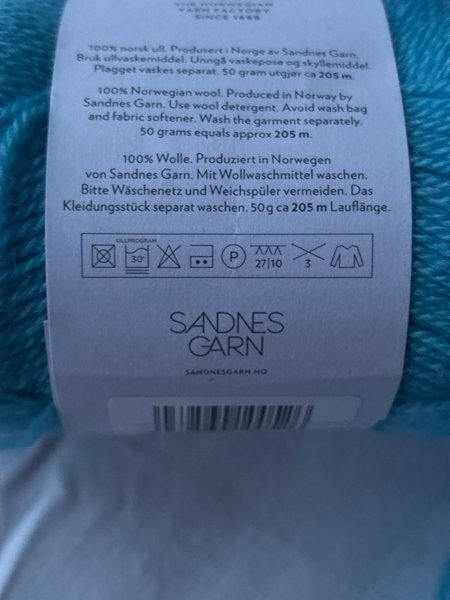 THE NORWEGIAN
YARN FACTORY
SINCE 1888
100% norsk ull. Produsert i Norge av Sandnes Garn.
Bruk ullvaskemiddel. Unngå vaskepose og skyllemiddel.
Plagget vaskes separat. 50 gram utgjør ca 205 m.
100% Norwegian wool. Produced in Norway by
Sandnes Garn. Use wool detergent. Avoid wash bag
and fabric softener. Wash the garment separately.
50 grams equals approx 205 m.
100% Wolle. Produziert in Norwegen
von Sandnes Garn. Mit Wollwaschmittel waschen.
Bitte Wäschenetz und Weichspüler vermeiden. Das
Kleidungsstück separat waschen. 50g ca 205 m Lauflänge.
ULLPROGRAM
30° P 27|10 3
SANDNES
GARN
SANDNESGARN.NO